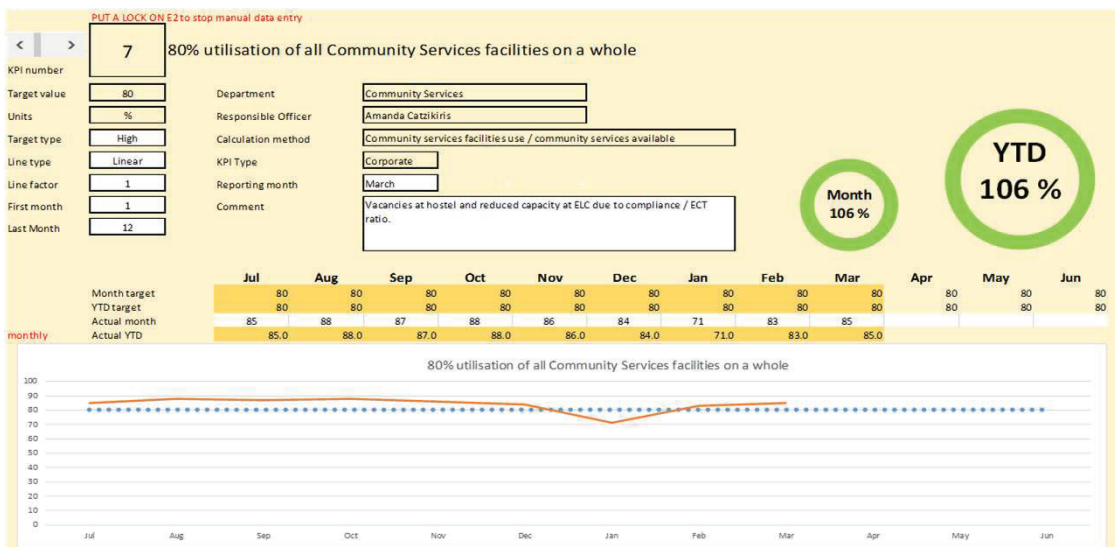 PUT A LOCK ON E2 to stop manual data entry
< >
KPI number
7
80% utilisation of all Community Services facilities on a whole
Target value 80 Department Community Services
Units % Responsible Officer Amanda Catzikiris
Target type High Calculation method Community services facilities use / community services available
Line type Linear KPI Type Corporate
Line factor 1 Reporting month March
First month 1 Comment Vacancies at hostel and reduced capacity at ELC due to compliance / ECT
ratio.
Last Month 12
Month
106 %
YTD
106 %
Jul Aug Sep Oct Nov Dec Jan Feb Mar Apr May Jun
Month target 80 80 80 80 80 80 80 80 80 80 80 80
YTD target 80 80 80 80 80 80 80 80 80 80 80 80
Actual month 85 88 87 88 86 84 71 83 85
monthly Actual YTD 85.0 88.0 87.0 88.0 86.0 84.0 71.0 83.0 85.0
80% utilisation of all Community Services facilities on a whole
100
90
80
70
60
50
40
30
20
10
0
Jul Aug Sep Oct Nov Dec Jan Feb Mar Apr May Jun